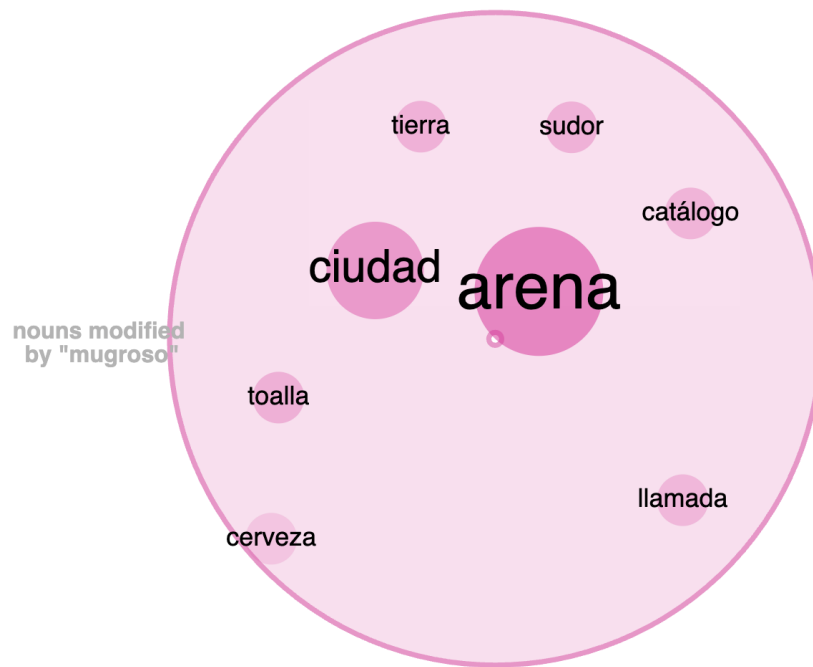 tierra
sudor
catálogo
ciudad
arena
nouns modified
by "mugroso"
toalla
llamada
cerveza